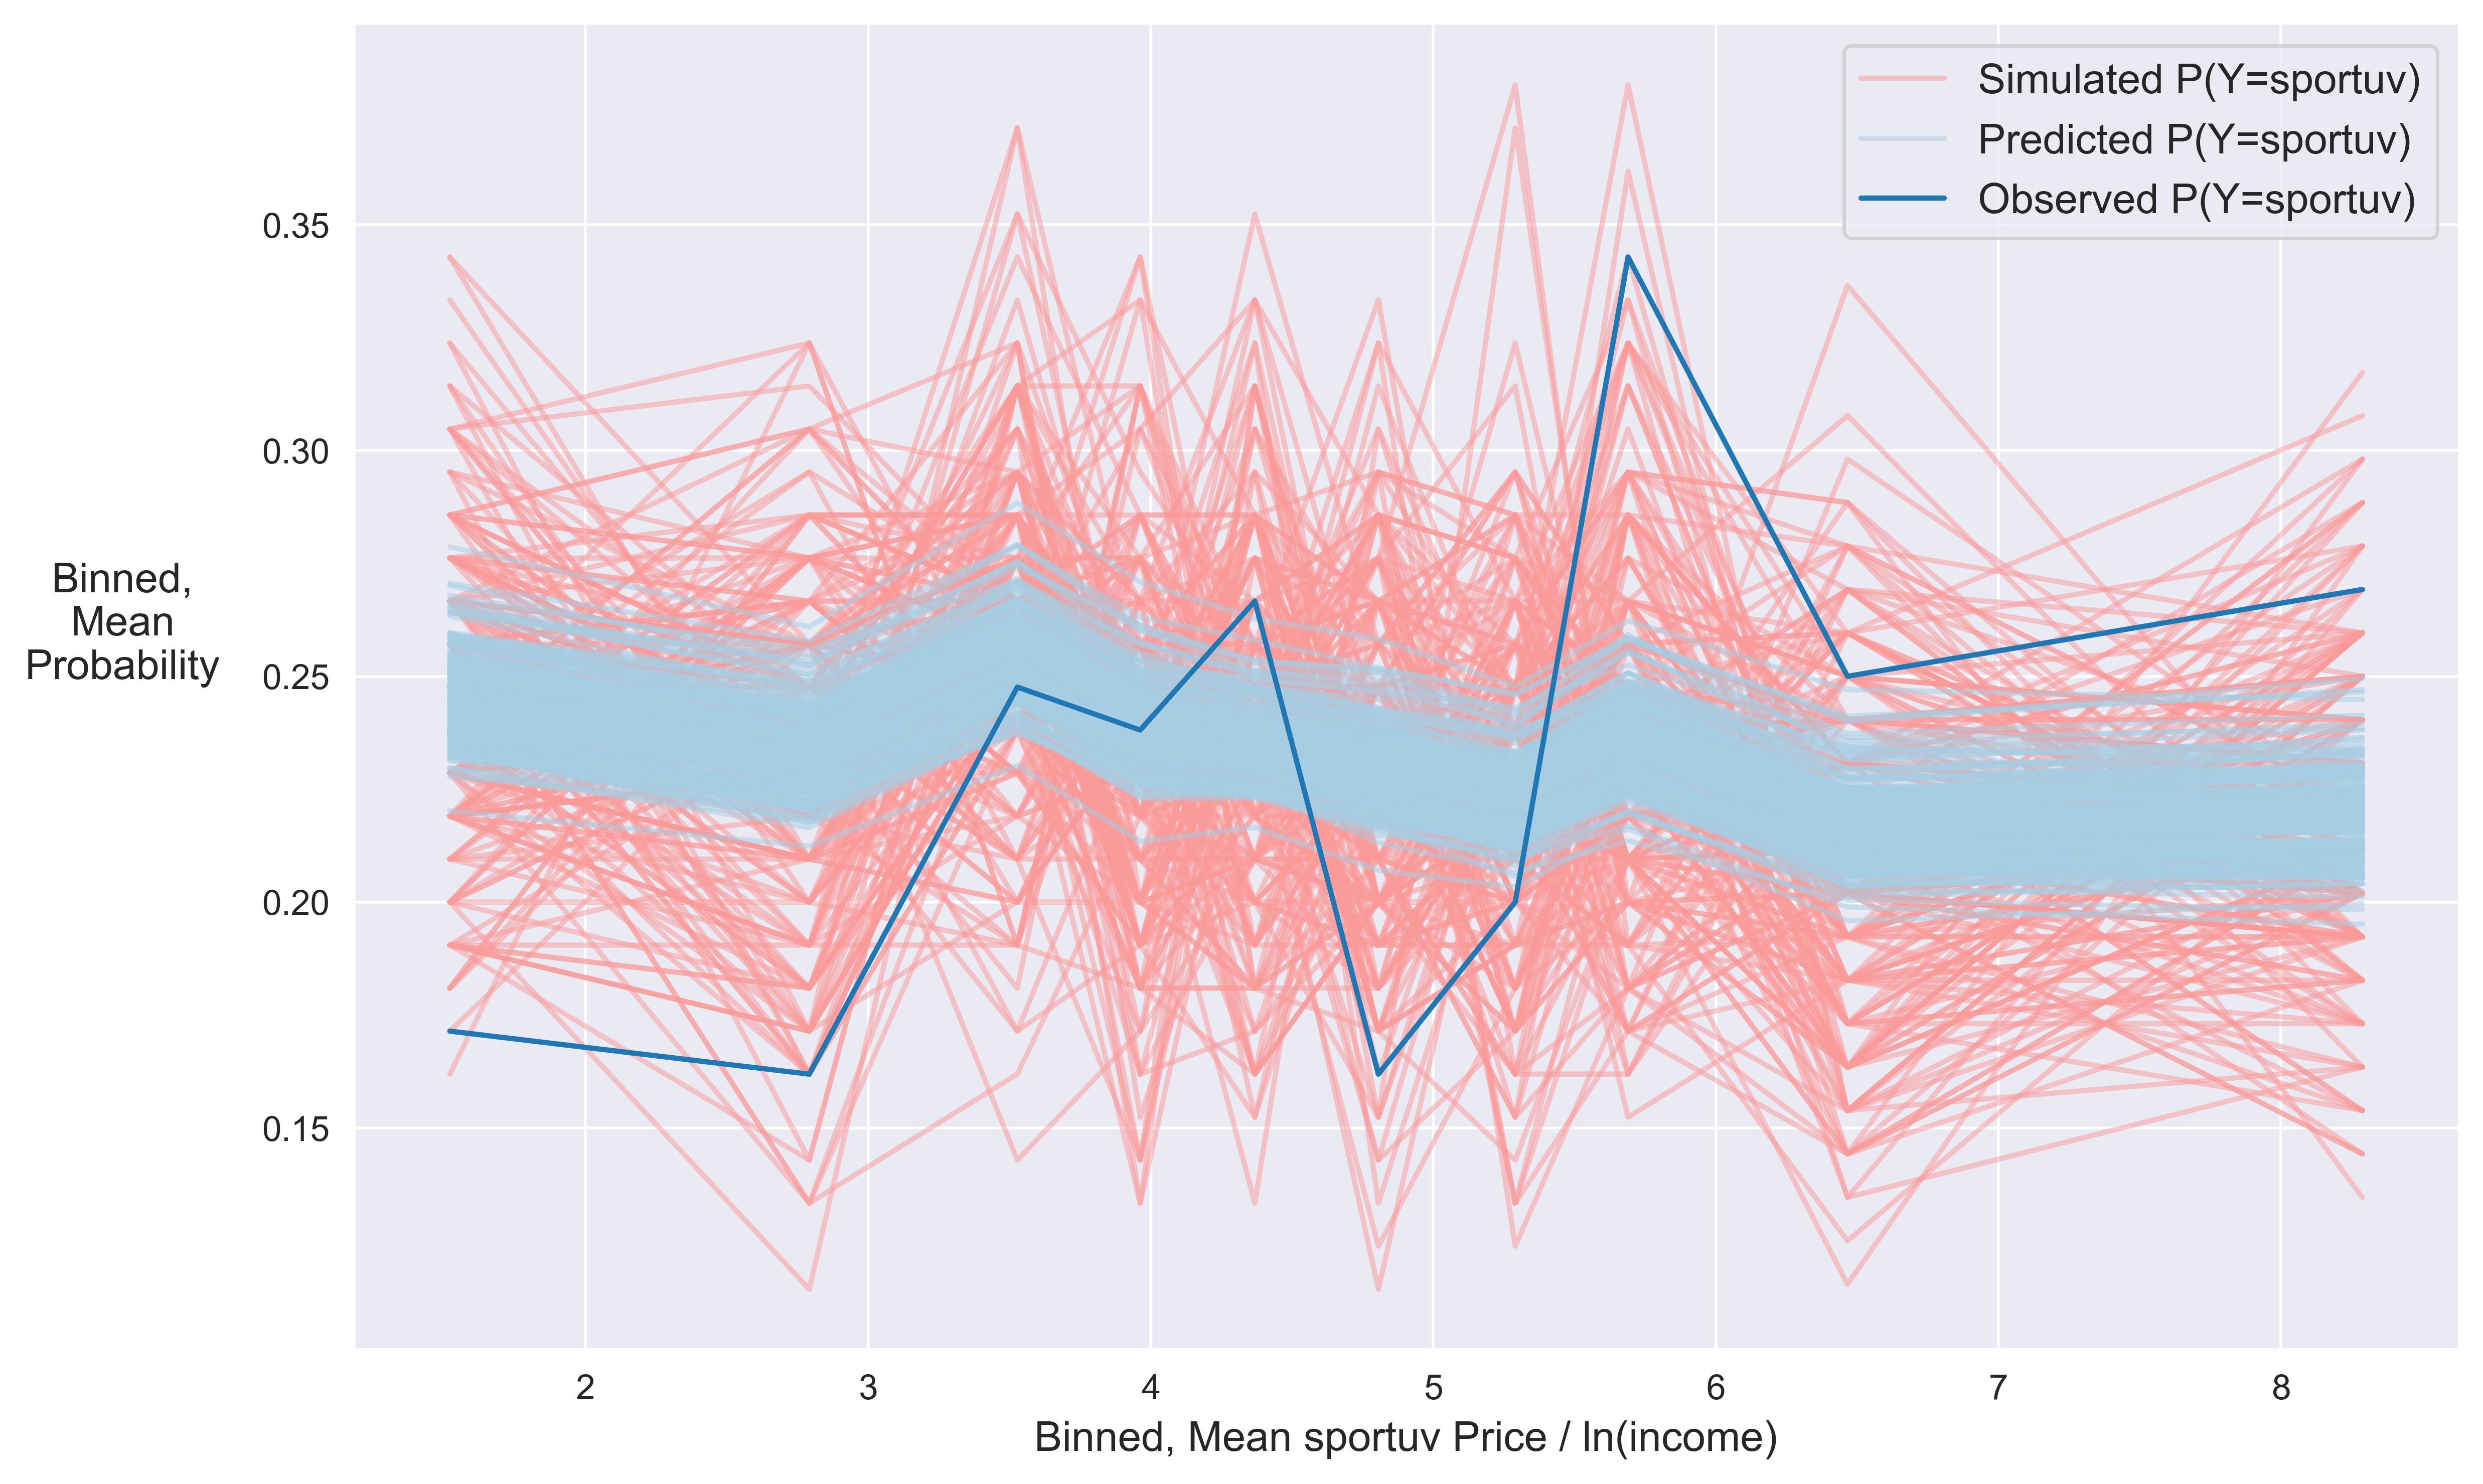 Simulated P(Y=sportuv)
Predicted P(Y=sportuv)
Observed P(Y=sportuv)
0.35
0.30
0.25
0.20
0.15
Binned,
Mean
Probability
2 3 4 5 6 7 8
Binned, Mean sportuv Price / ln(income)